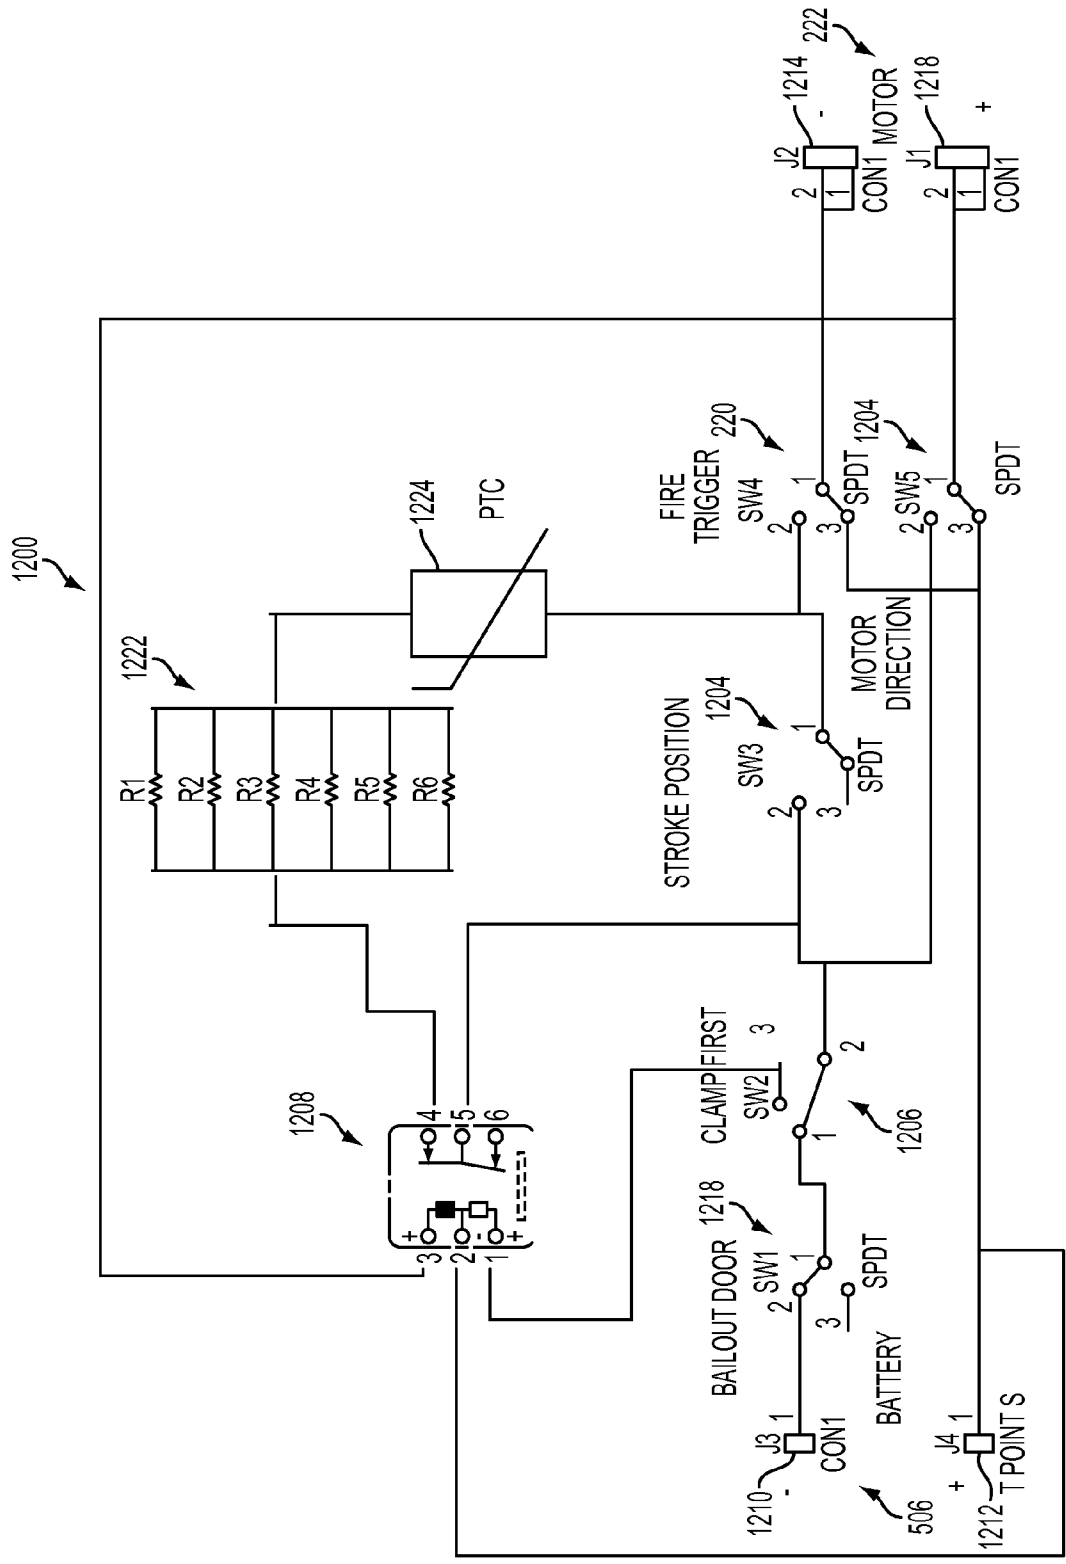 1200
1222
R1
R2
R3
R4
R5
R6
1224
PTC
1208
4
5
6
+
3
2
-
1
+
FIRE
TRIGGER
SW4
220
2
1
3
SPDT
1204
SW5
2
1
3
SPDT
MOTOR
DIRECTION
STROKE POSITION
SW3
1204
2
1
3
SPDT
CLAMP FIRST
SW2
3
1
2
1206
BAILOUT DOOR
SW1
1218
2
1
3
SPDT
BATTERY
J3
1
CON1
1210
-
506
J4
1
T POINT S
+
1212
J2
1214
-
2
1
CON1
MOTOR
222
J1
1218
+
2
1
CON1